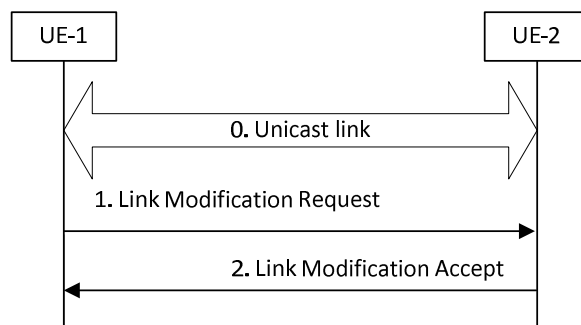 UE-1
UE-2
0. Unicast link
1. Link Modification Request
2. Link Modification Accept